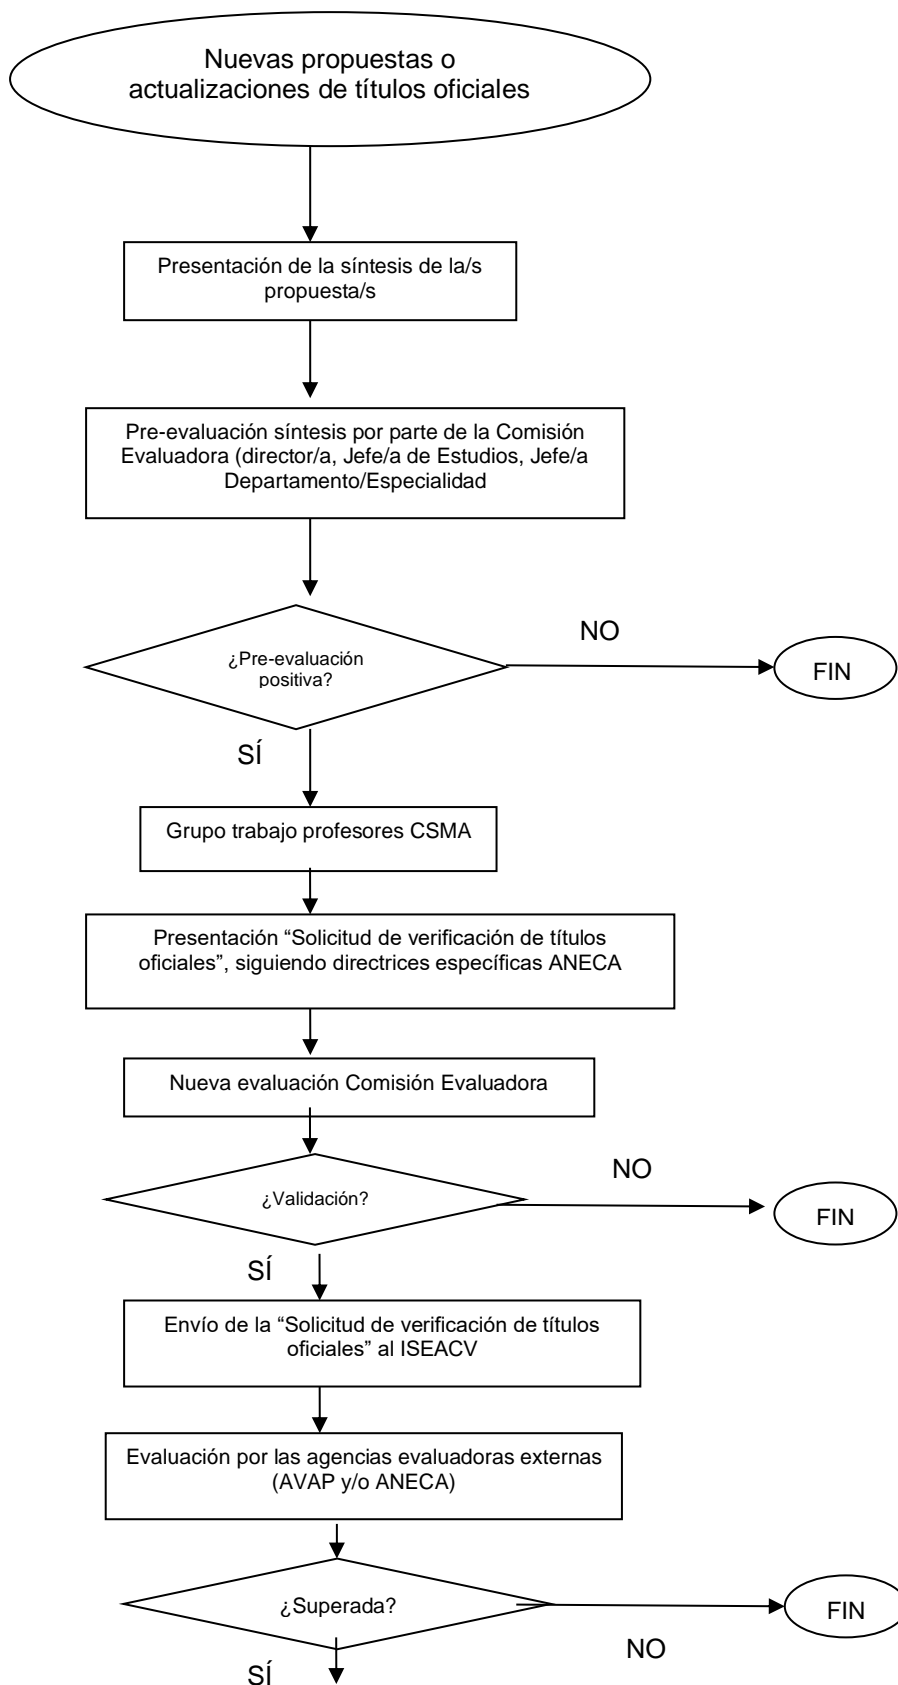 Nuevas propuestas o
actualizaciones de títulos oficiales
Presentación de la síntesis de la/s
propuesta/s
Pre-evaluación síntesis por parte de la Comisión
Evaluadora (director/a, Jefe/a de Estudios, Jefe/a
Departamento/Especialidad
¿Pre-evaluación
positiva?
NO
FIN
SÍ
Grupo trabajo profesores CSMA
Presentación “Solicitud de verificación de títulos
oficiales”, siguiendo directrices específicas ANECA
Nueva evaluación Comisión Evaluadora
¿Validación?
NO
FIN
SÍ
Envío de la “Solicitud de verificación de títulos
oficiales” al ISEACV
Evaluación por las agencias evaluadoras externas
(AVAP y/o ANECA)
¿Superada?
FIN
NO
SÍ